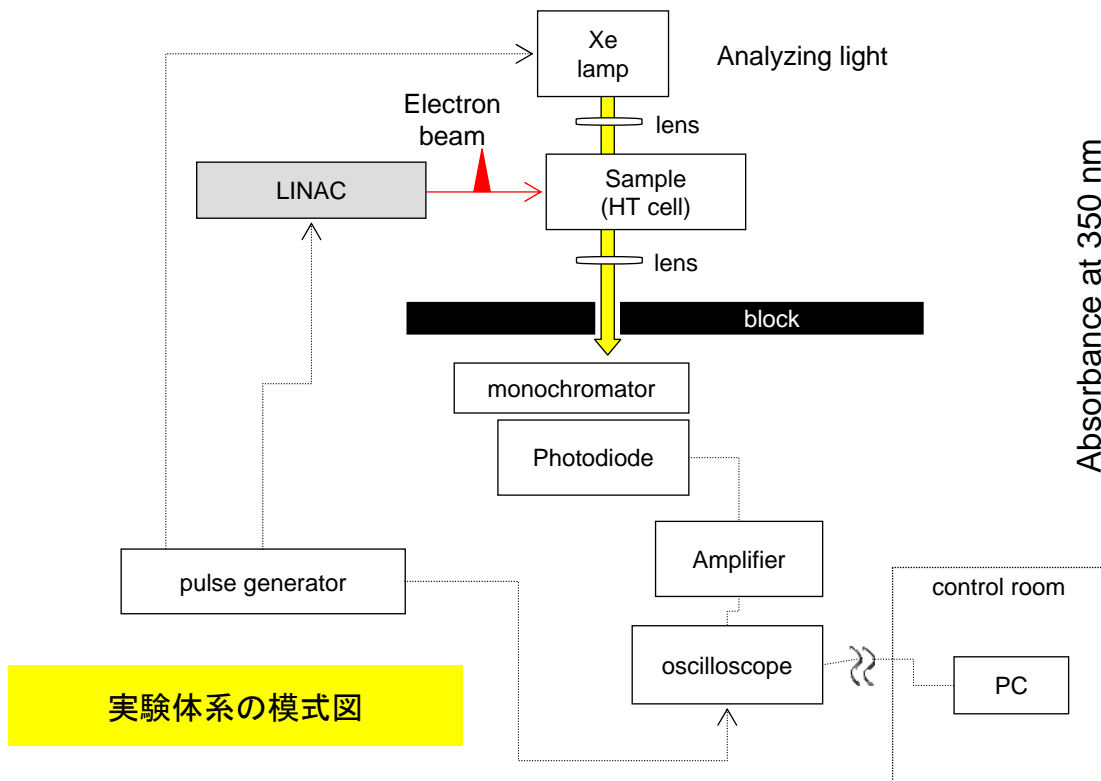 Xe
lamp
Analyzing light
Electron
beam
lens
LINAC
Sample
(HT cell)
lens
block
monochromator
Photodiode
Amplifier
pulse generator
control room
oscilloscope
PC
実験体系の模式図
Absorbance at 350 nm